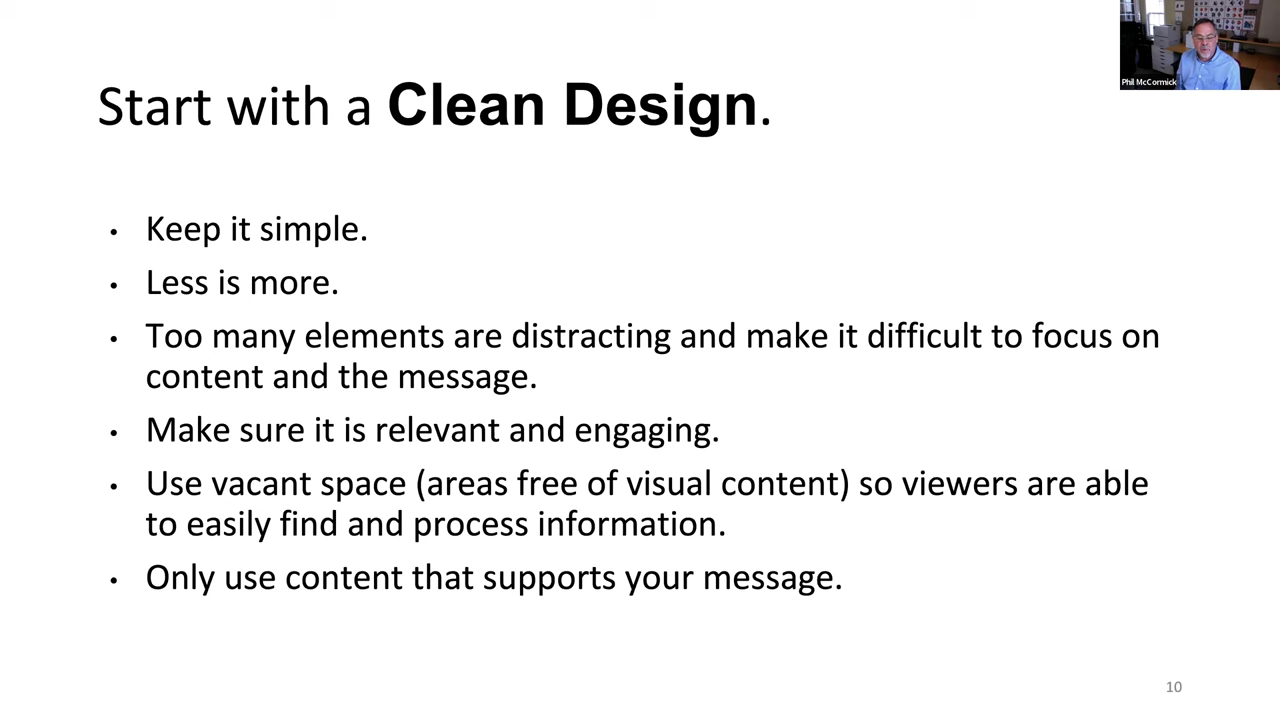 Phil McCormick
Start with a Clean Design.
• Keep it simple.
• Less is more.
• Too many elements are distracting and make it difficult to focus on
content and the message.
• Make sure it is relevant and engaging.
• Use vacant space (areas free of visual content) so viewers are able
to easily find and process information.
• Only use content that supports your message.
10